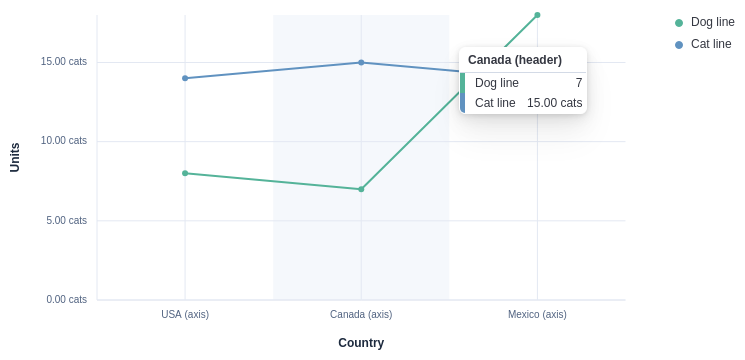 Dog line
Cat line
15.00 cats
10.00 cats
5.00 cats
0.00 cats
Units
Canada (header)
Dog line 7
Cat line 15.00 cats
USA (axis) Canada (axis) Mexico (axis)
Country